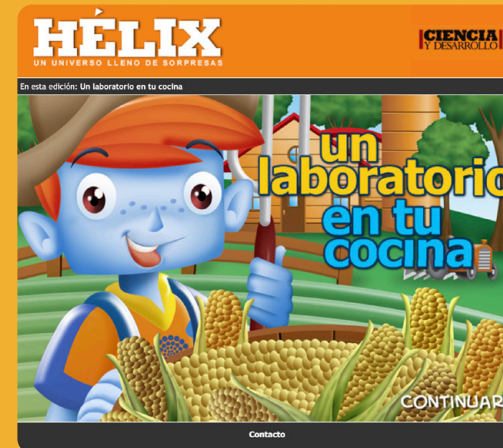 HÉLIX
UN UNIVERSO LLENO DE SORPRESAS
CIENCIA
Y DESARROLLO
En esta edición: Un laboratorio en tu cocina
un
laboratorio
en tu
cocina
CONTINUAR
Contacto